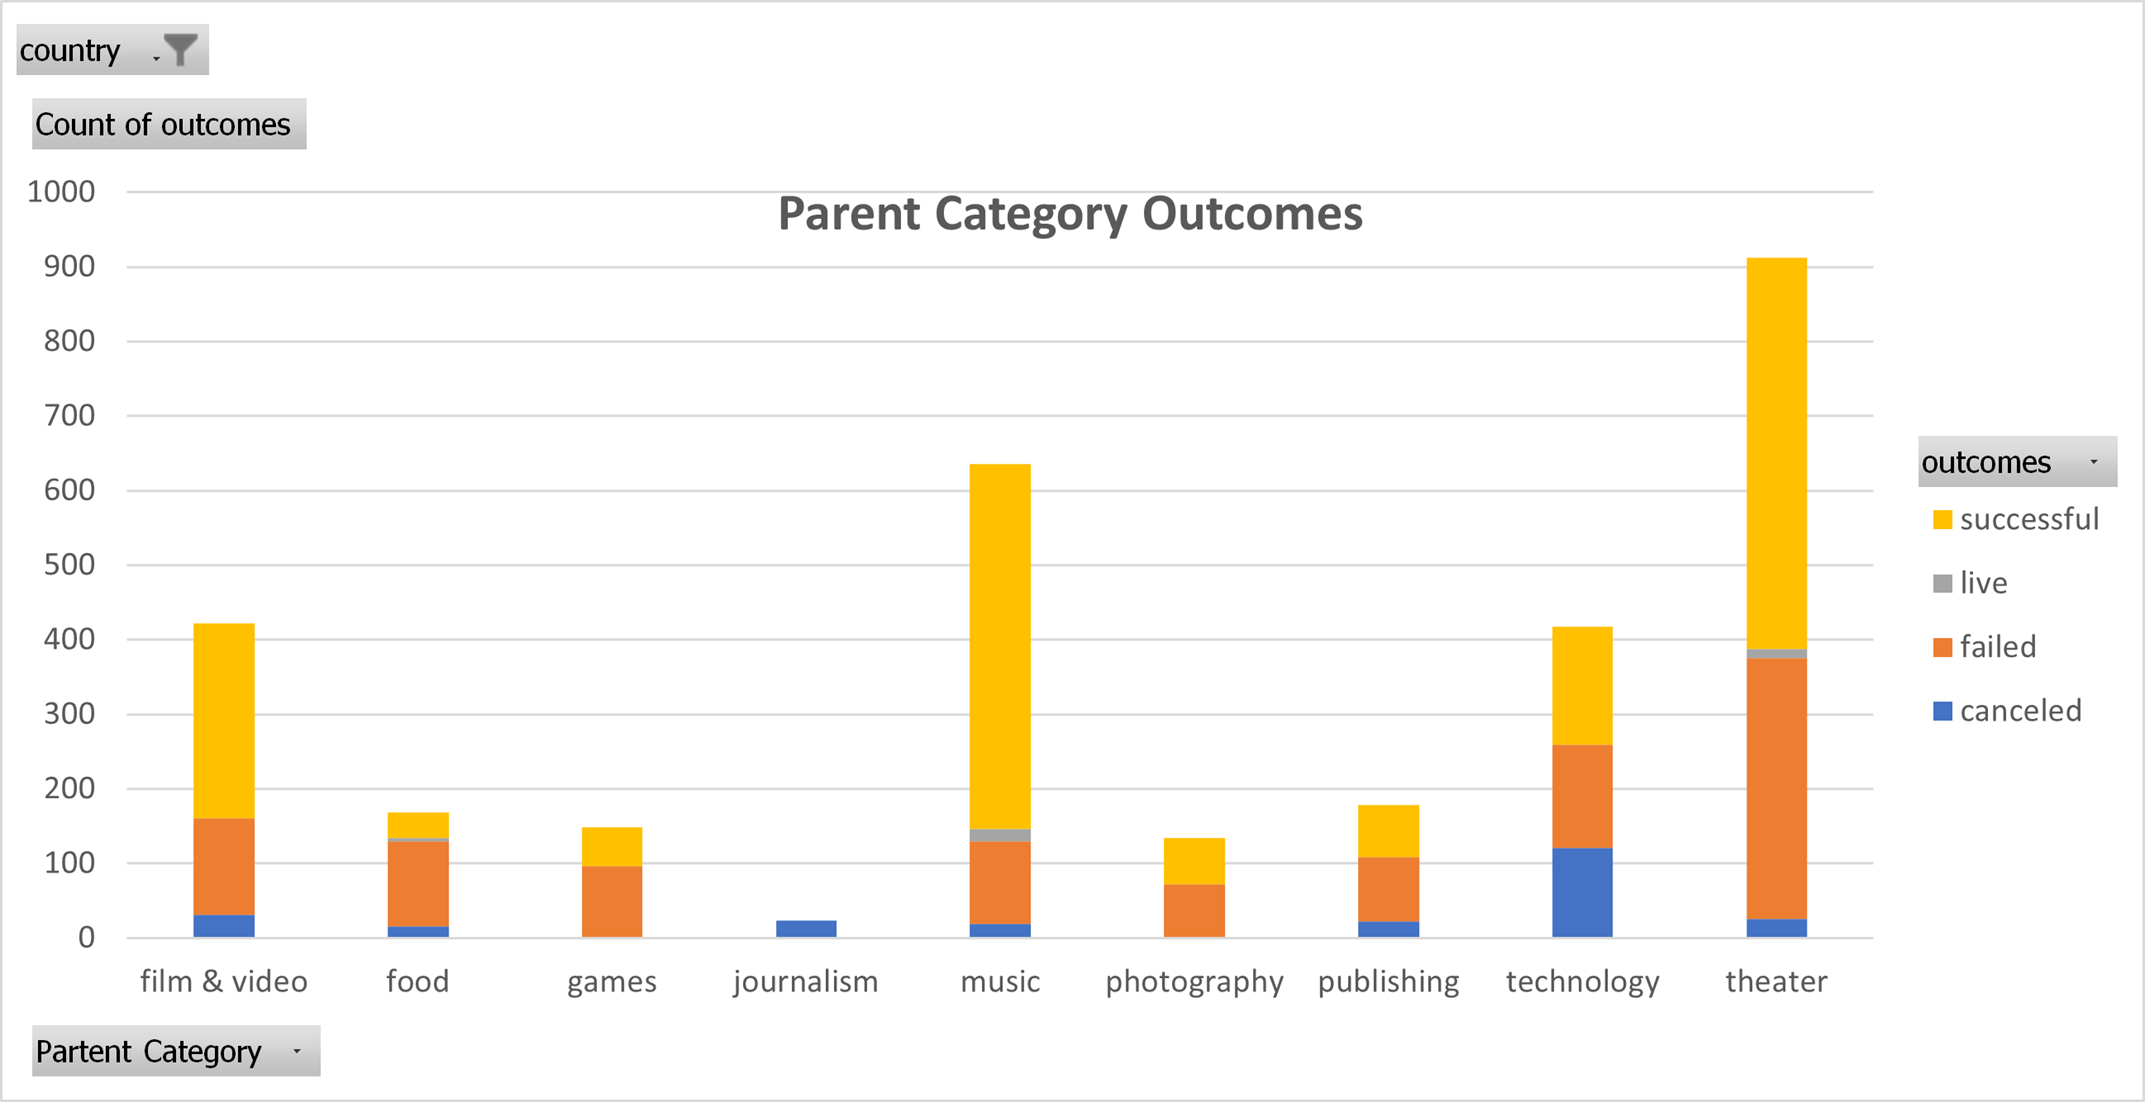 country
Count of outcomes
Parent Category Outcomes
1000
900
800
700
600
500
400
300
200
100
0
film & video food games journalism music photography publishing technology theater
outcomes
successful
live
failed
canceled
Partent Category